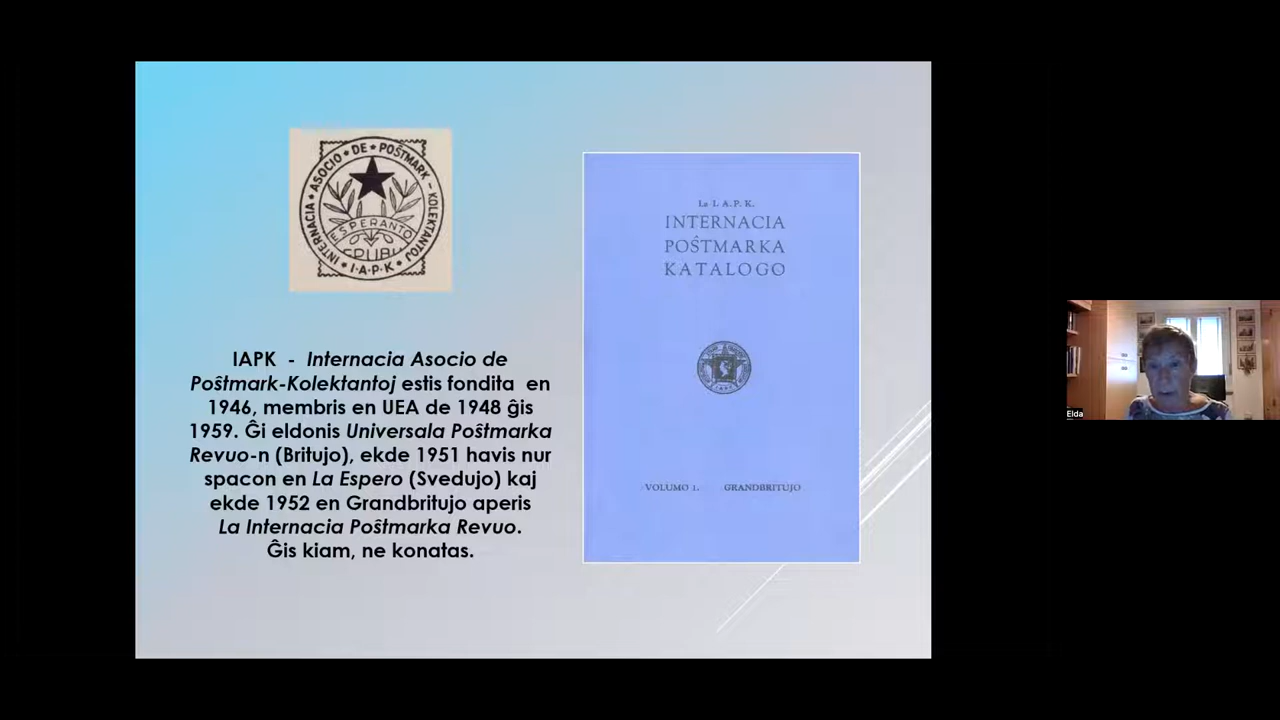 INTERNACIA ★ ASOCIO ★ DE ★ POŜTMARK - KOLEKTANTOJ
ESPERANTO
★ I·A·P·K ★
IAPK - Internacia Asocio de
Poŝtmark-Kolektantoj estis fondita en
1946, membris en UEA de 1948 ĝis
1959. Ĝi eldonis Universala Poŝtmarka
Revuo-n (Britujo), ekde 1951 havis nur
spacon en La Espero (Svedujo) kaj
ekde 1952 en Grandbritujo aperis
La Internacia Poŝtmarka Revuo.
Ĝis kiam, ne konatas.
La I. A. P. K.
INTERNACIA
POŜTMARKA
KATALOGO
VOLUMO 1. GRANDBRITUJO
Elda